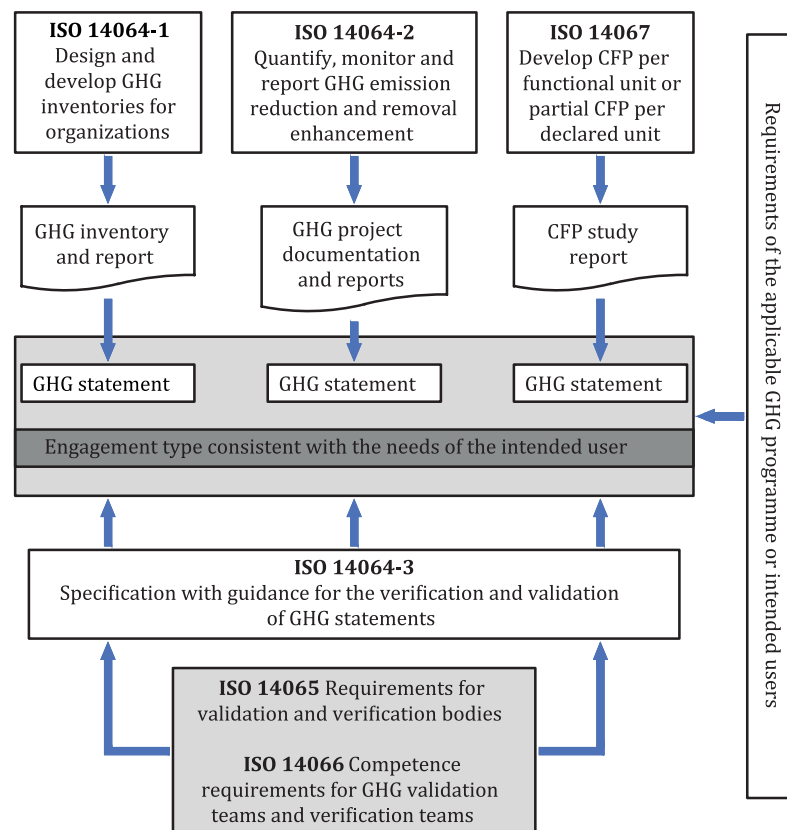 ISO 14064-1
Design and
develop GHG
inventories for
organizations
ISO 14064-2
Quantify, monitor and
report GHG emission
reduction and removal
enhancement
ISO 14067
Develop CFP per
functional unit or
partial CFP per
declared unit
GHG inventory
and report
GHG project
documentation
and reports
CFP study
report
GHG statement
GHG statement
GHG statement
Engagement type consistent with the needs of the intended user
ISO 14064-3
Specification with guidance for the verification and validation
of GHG statements
ISO 14065 Requirements for
validation and verification bodies
ISO 14066 Competence
requirements for GHG validation
teams and verification teams
Requirements of the applicable GHG programme or intended users